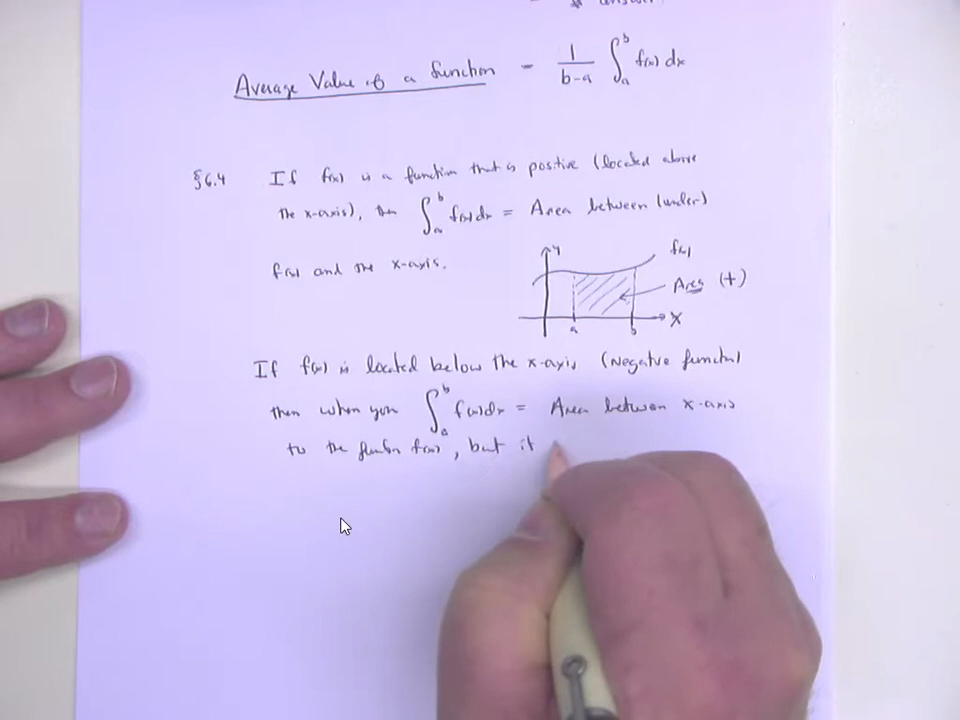 * answer
Average Value of a function - 1/(b-a) ∫_a^b f(x) dx
§6.4 If f(x) is a function that is positive (located above
the x-axis), then ∫_a^b f(x)dx = Area between (under)
f(x) and the x-axis.
y
f(x)
Area (+)
a b x
If f(x) is located below the x-axis (Negative function)
then when you ∫_a^b f(x)dx = Area between x-axis
to the function f(x), but it